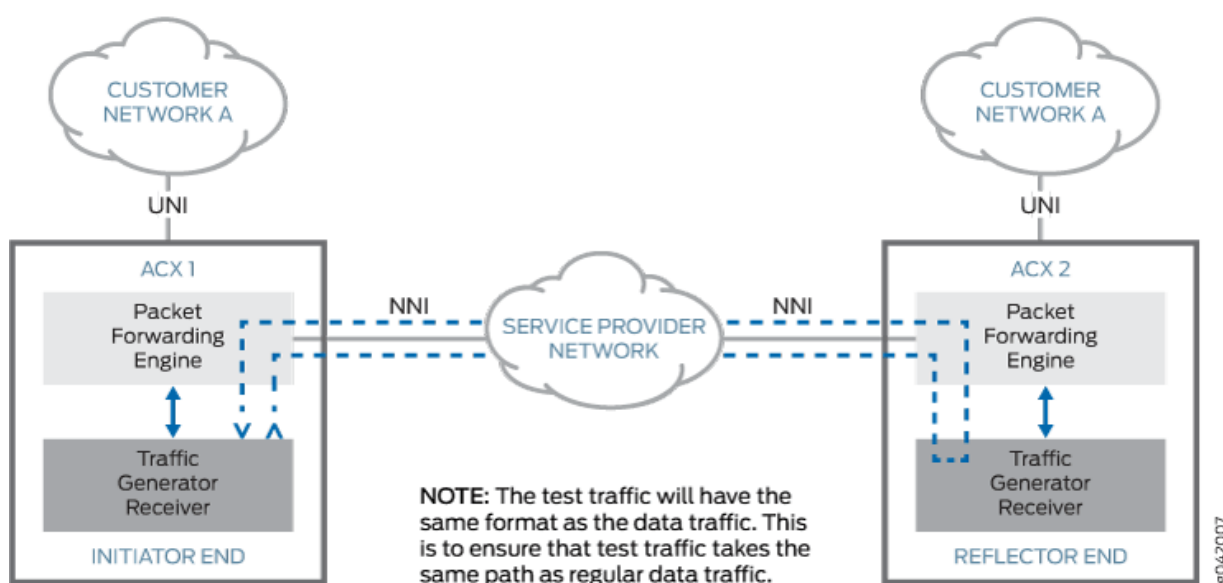 CUSTOMER
NETWORK A
CUSTOMER
NETWORK A
UNI
UNI
ACX 1
Packet
Forwarding
Engine
Traffic
Generator
Receiver
INITIATOR END
NNI
SERVICE PROVIDER
NETWORK
NNI
ACX 2
Packet
Forwarding
Engine
Traffic
Generator
Receiver
REFLECTOR END
NOTE: The test traffic will have the
same format as the data traffic. This
is to ensure that test traffic takes the
same path as regular data traffic.